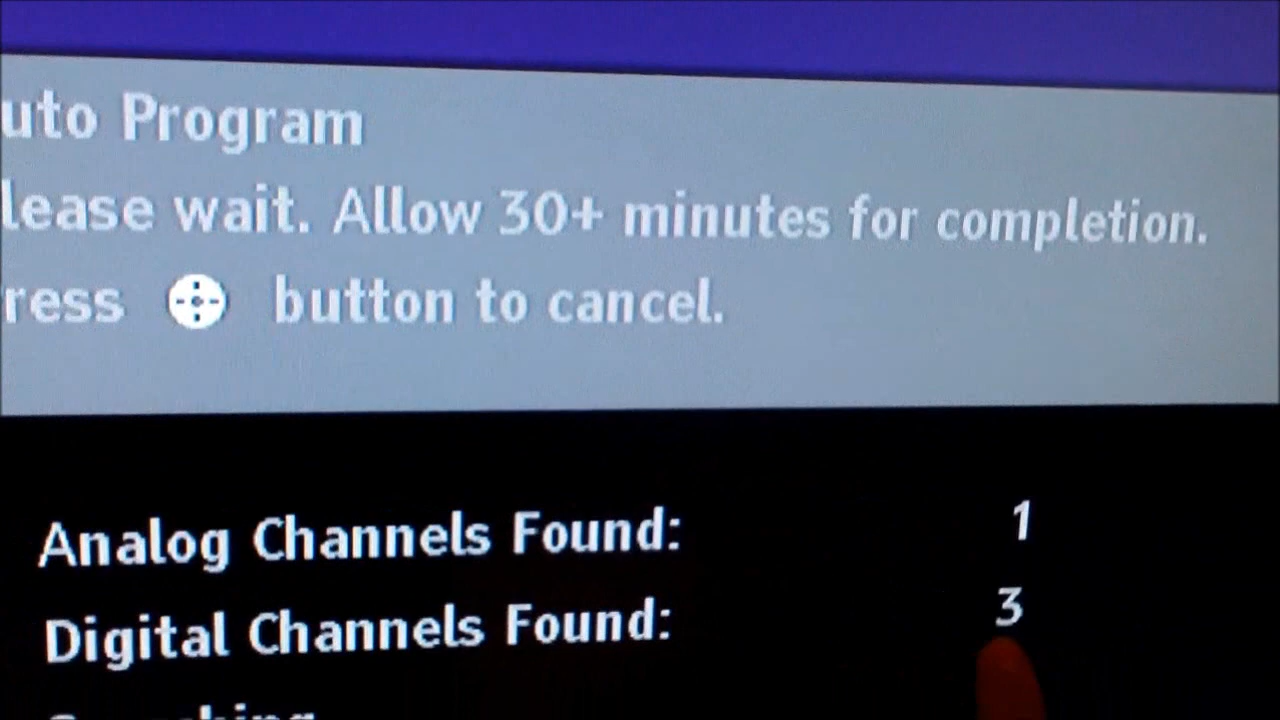 uto Program
lease wait. Allow 30+ minutes for completion.
ress button to cancel.
Analog Channels Found: 1
Digital Channels Found: 3